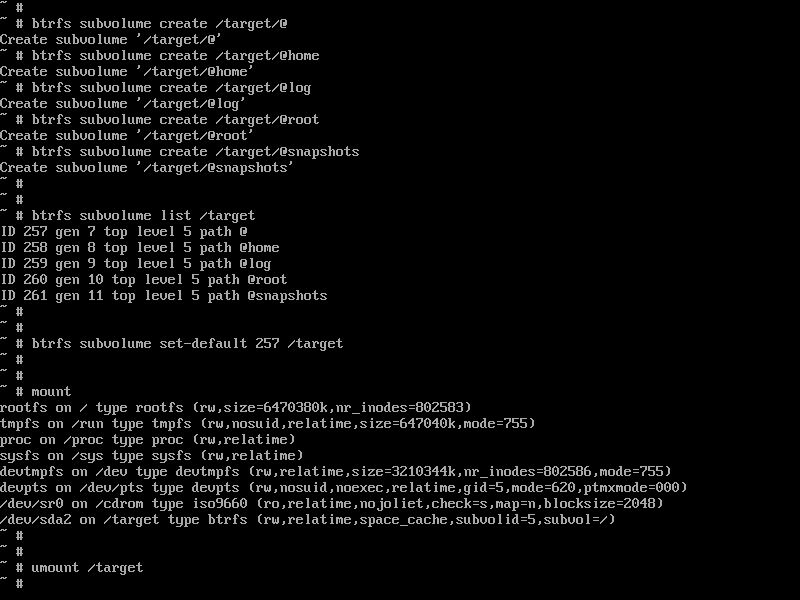 ~ #
~ # btrfs subvolume create /target/@
Create subvolume '/target/@'
~ # btrfs subvolume create /target/@home
Create subvolume '/target/@home'
~ # btrfs subvolume create /target/@log
Create subvolume '/target/@log'
~ # btrfs subvolume create /target/@root
Create subvolume '/target/@root'
~ # btrfs subvolume create /target/@snapshots
Create subvolume '/target/@snapshots'
~ #
~ #
~ # btrfs subvolume list /target
ID 257 gen 7 top level 5 path @
ID 258 gen 8 top level 5 path @home
ID 259 gen 9 top level 5 path @log
ID 260 gen 10 top level 5 path @root
ID 261 gen 11 top level 5 path @snapshots
~ #
~ #
~ # btrfs subvolume set-default 257 /target
~ #
~ #
~ # mount
rootfs on / type rootfs (rw,size=6470380k,nr_inodes=802583)
tmpfs on /run type tmpfs (rw,nosuid,relatime,size=647040k,mode=755)
proc on /proc type proc (rw,relatime)
sysfs on /sys type sysfs (rw,relatime)
devtmpfs on /dev type devtmpfs (rw,relatime,size=3210344k,nr_inodes=802586,mode=755)
devpts on /dev/pts type devpts (rw,nosuid,noexec,relatime,gid=5,mode=620,ptmxmode=000)
/dev/sr0 on /cdrom type iso9660 (ro,relatime,nojoliet,check=s,map=n,blocksize=2048)
/dev/sda2 on /target type btrfs (rw,relatime,space_cache,subvolid=5,subvol=/)
~ #
~ #
~ # umount /target
~ #